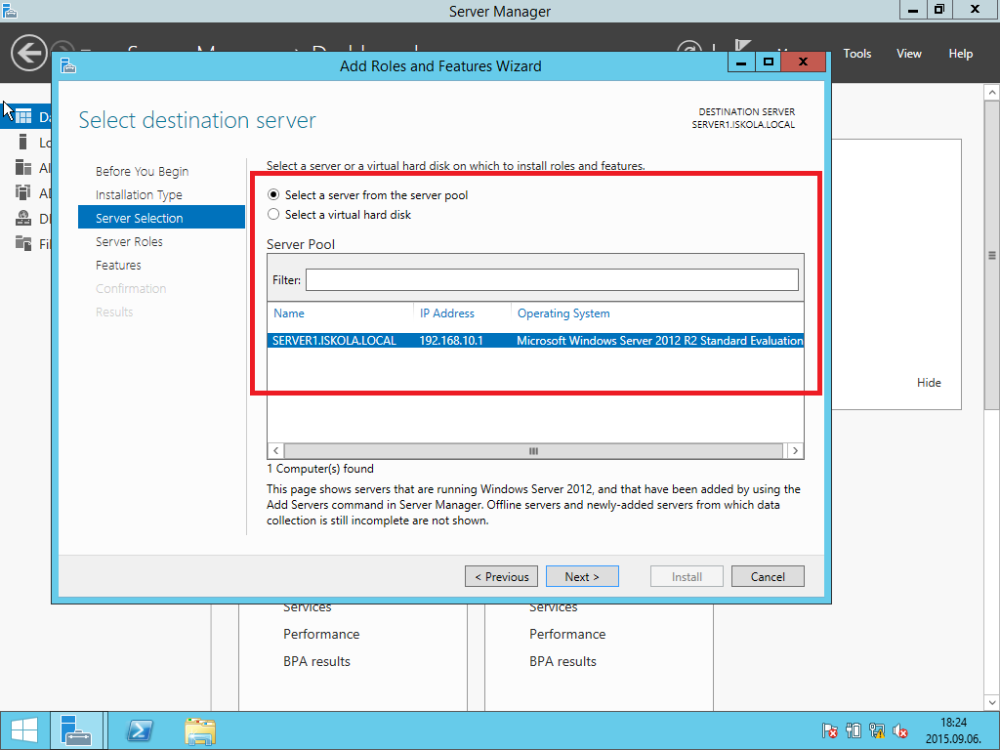 Server Manager
Tools
View
Help
Add Roles and Features Wizard
Select destination server
DESTINATION SERVER
SERVER1.ISKOLA.LOCAL
Before You Begin
Installation Type
Server Selection
Server Roles
Features
Confirmation
Results
Select a server or a virtual hard disk on which to install roles and features.
Select a server from the server pool
Select a virtual hard disk
Server Pool
Filter:
Name IP Address Operating System
SERVER1.ISKOLA.LOCAL 192.168.10.1 Microsoft Windows Server 2012 R2 Standard Evaluation
1 Computer(s) found
This page shows servers that are running Windows Server 2012, and that have been added by using the
Add Servers command in Server Manager. Offline servers and newly-added servers from which data
collection is still incomplete are not shown.
< Previous
Next >
Install
Cancel
Hide
Services
Performance
BPA results
Services
Performance
BPA results
18:24
2015.09.06.